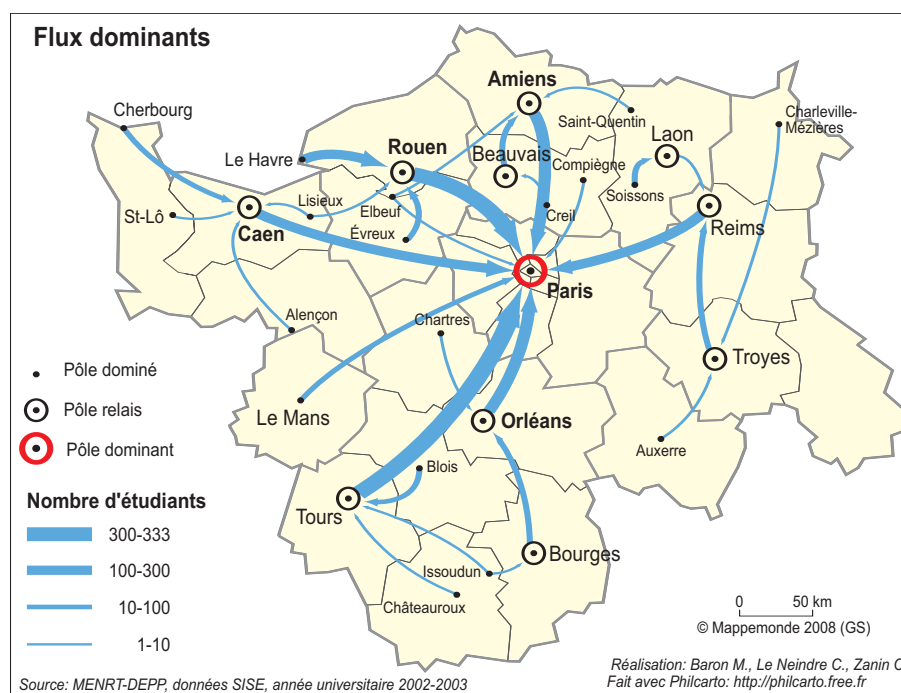 Flux dominants
Cherbourg
Amiens
Saint-Quentin
Charleville-
Mézières
Laon
Le Havre
Rouen
Beauvais
Compiègne
Soissons
St-Lô
Lisieux
Elbeuf
Creil
Caen
Évreux
Reims
Paris
Alençon
Chartres
Troyes
Pôle dominé
Le Mans
Pôle relais
Orléans
Pôle dominant
Auxerre
Blois
Nombre d'étudiants
Tours
300-333
Bourges
100-300
Issoudun
Châteauroux
10-100
1-10
0 50 km
© Mappemonde 2008 (GS)
Réalisation: Baron M., Le Neindre C., Zanin C
Source: MENRT-DEPP, données SISE, année universitaire 2002-2003
Fait avec Philcarto: http://philcarto.free.fr